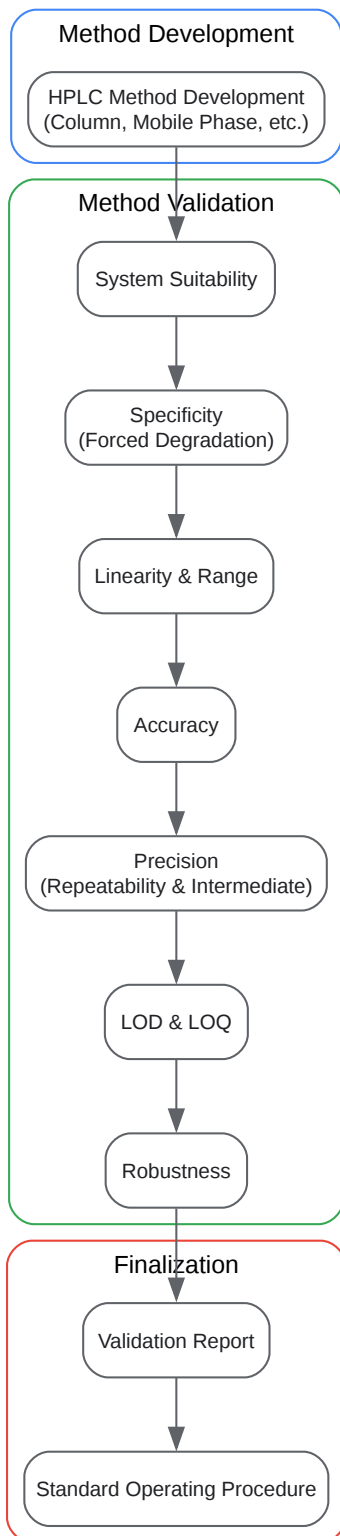 Method Development
HPLC Method Development
(Column, Mobile Phase, etc.)
Method Validation
System Suitability
Specificity
(Forced Degradation)
Linearity & Range
Accuracy
Precision
(Repeatability & Intermediate)
LOD & LOQ
Robustness
Finalization
Validation Report
Standard Operating Procedure